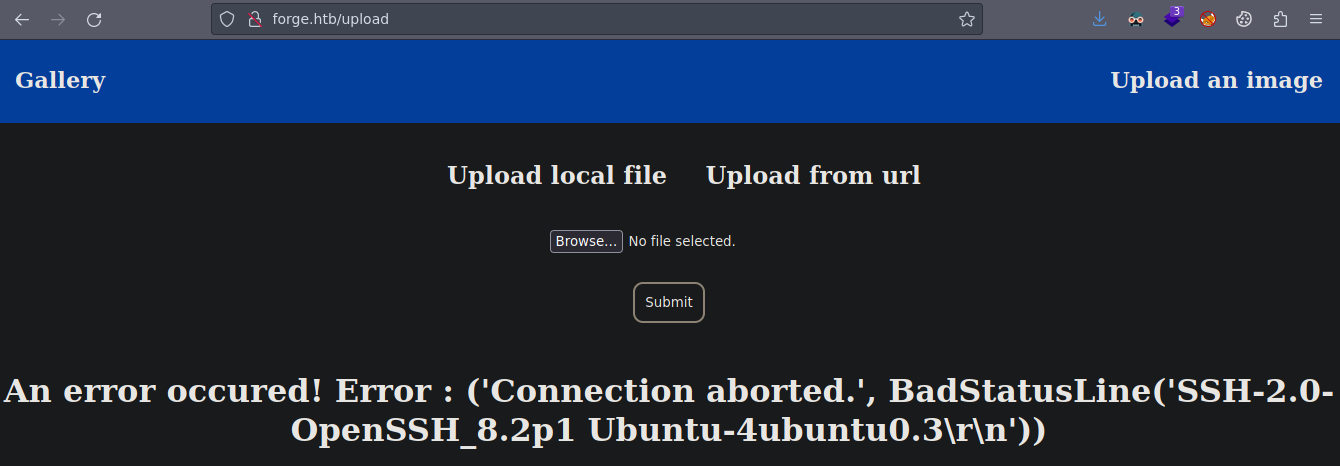 forge.htb/upload
3
Gallery
Upload an image
Upload local file
Upload from url
Browse...
No file selected.
Submit
An error occured! Error : ('Connection aborted.', BadStatusLine('SSH-2.0-
OpenSSH_8.2p1 Ubuntu-4ubuntu0.3\r\n'))